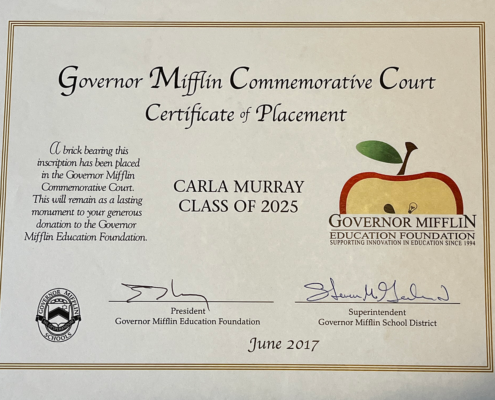 Governor Mifflin Commemorative Court
Certificate of Placement
A brick bearing this
inscription has been placed
in the Governor Mifflin
Commemorative Court.
This will remain as a lasting
monument to your generous
donation to the Governor
Mifflin Education Foundation.
CARLA MURRAY
CLASS OF 2025
GOVERNOR MIFFLIN
EDUCATION FOUNDATION
SUPPORTING INNOVATION IN EDUCATION SINCE 1994
President
Governor Mifflin Education Foundation
Superintendent
Governor Mifflin School District
GOVERNOR MIFFLIN
SCHOOLS
June 2017